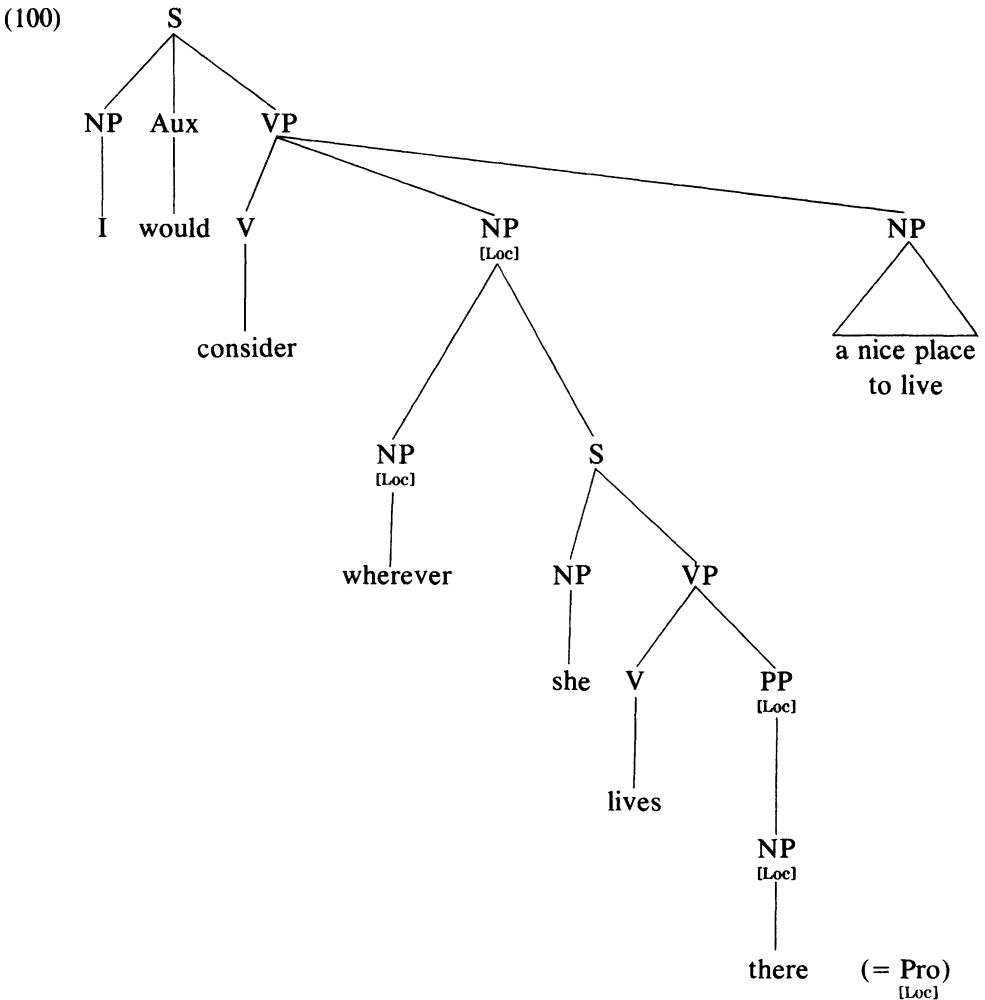 (100) S
NP Aux VP
I would V NP NP
[Loc]
consider
a nice place
to live
NP S
[Loc]
wherever NP VP
she V PP
[Loc]
lives
NP
[Loc]
there (= Pro)
[Loc]